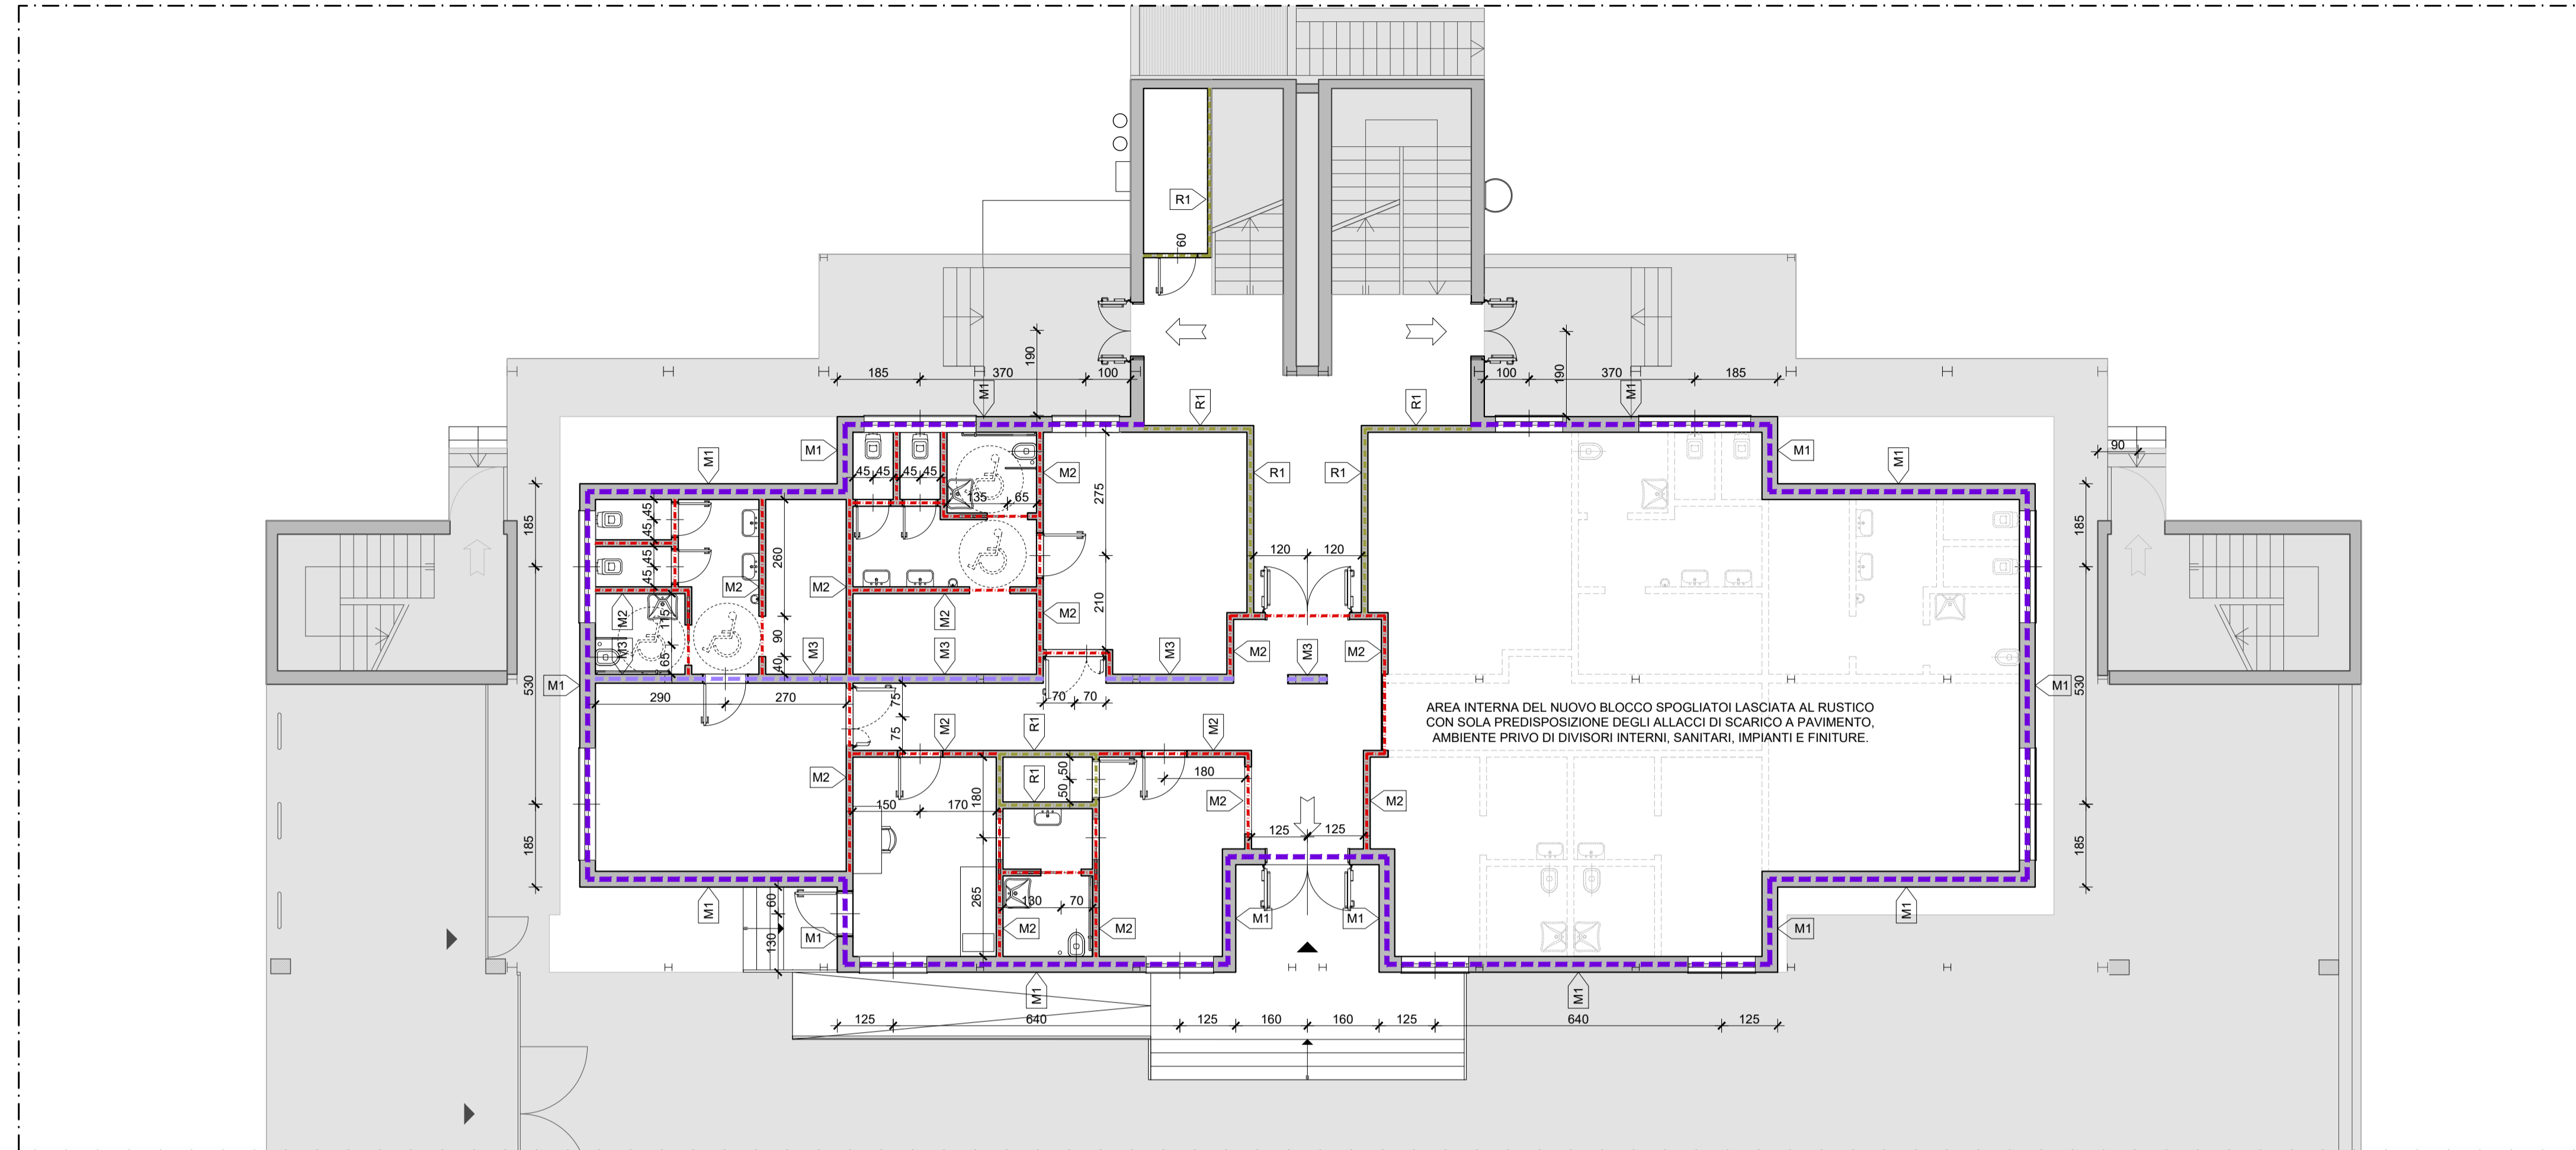 R1
60
190
185
370
100
M1
100
370
185
190
M1
R1
R1
M1
M1
M1
M1
90
45
45
45
45
M2
135
65
275
R1
R1
185
45
45
45
45
260
M2
M2
120
120
185
M2
115
M2
M2
210
90
M31
65
40
M3
M3
M3
M2
M3
M2
M1
530
290
270
70
70
75
75
M1
530
AREA INTERNA DEL NUOVO BLOCCO SPOGLIATOI LASCIATA AL RUSTICO
CON SOLA PREDISPOSIZIONE DEGLI ALLACCI DI SCARICO A PAVIMENTO,
AMBIENTE PRIVO DI DIVISORI INTERNI, SANITARI, IMPIANTI E FINITURE.
M2
R1
M2
M2
R1
50
50
180
180
150
170
M2
M2
125
125
185
185
265
130
70
M2
M2
M1
60
130
M1
M1
M1
M1
M1
M1
M1
125
640
125
160
160
125
640
125